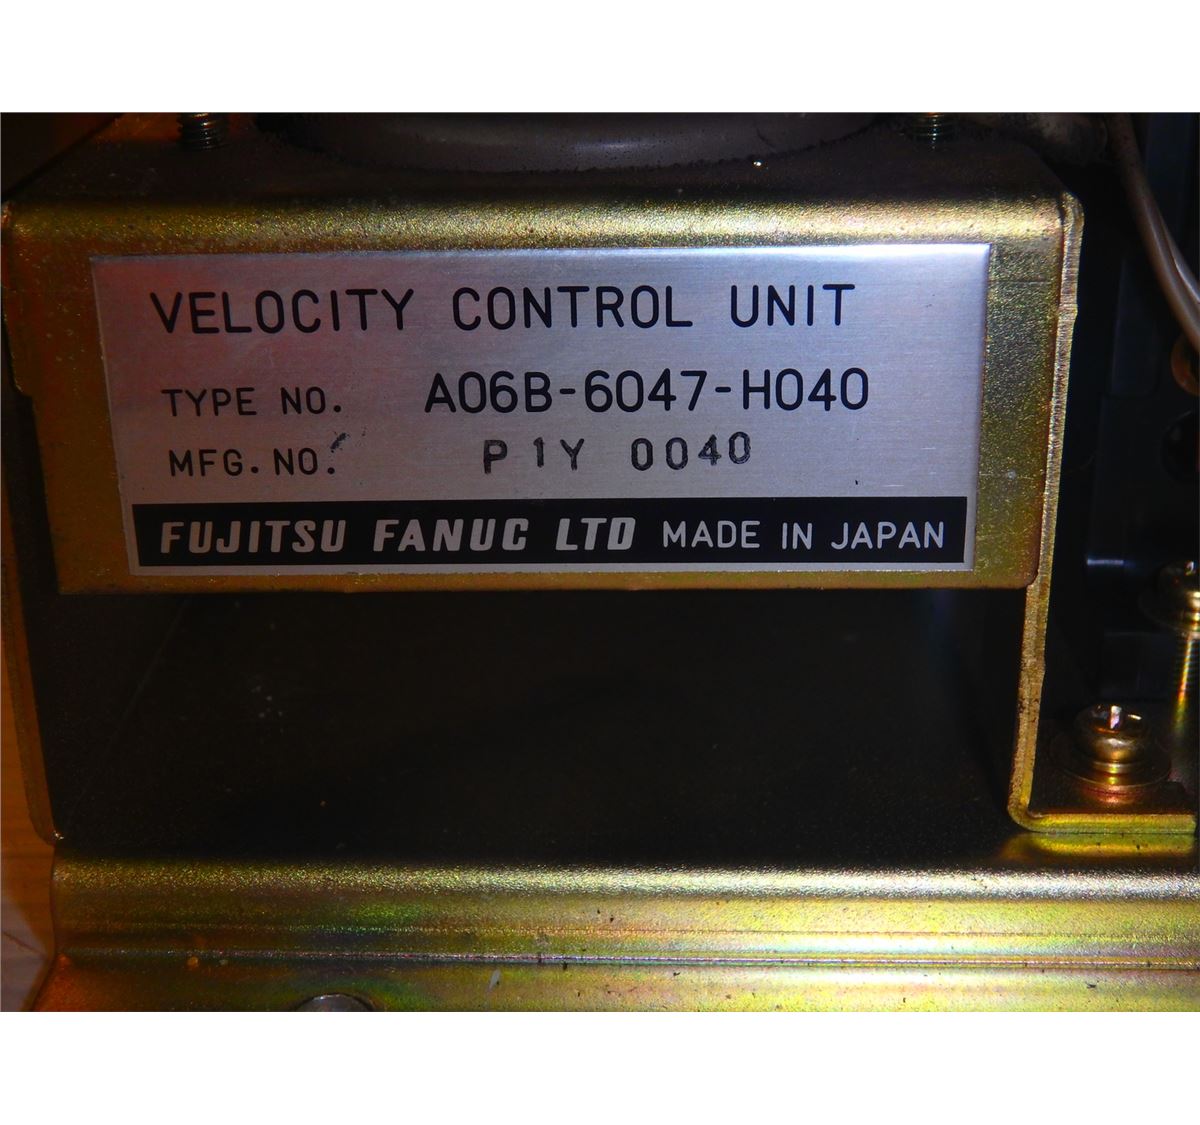 VELOCITY CONTROL UNIT
TYPE NO. A06B-6047-H040
MFG. NO. P1Y 0040
FUJITSU FANUC LTD MADE IN JAPAN